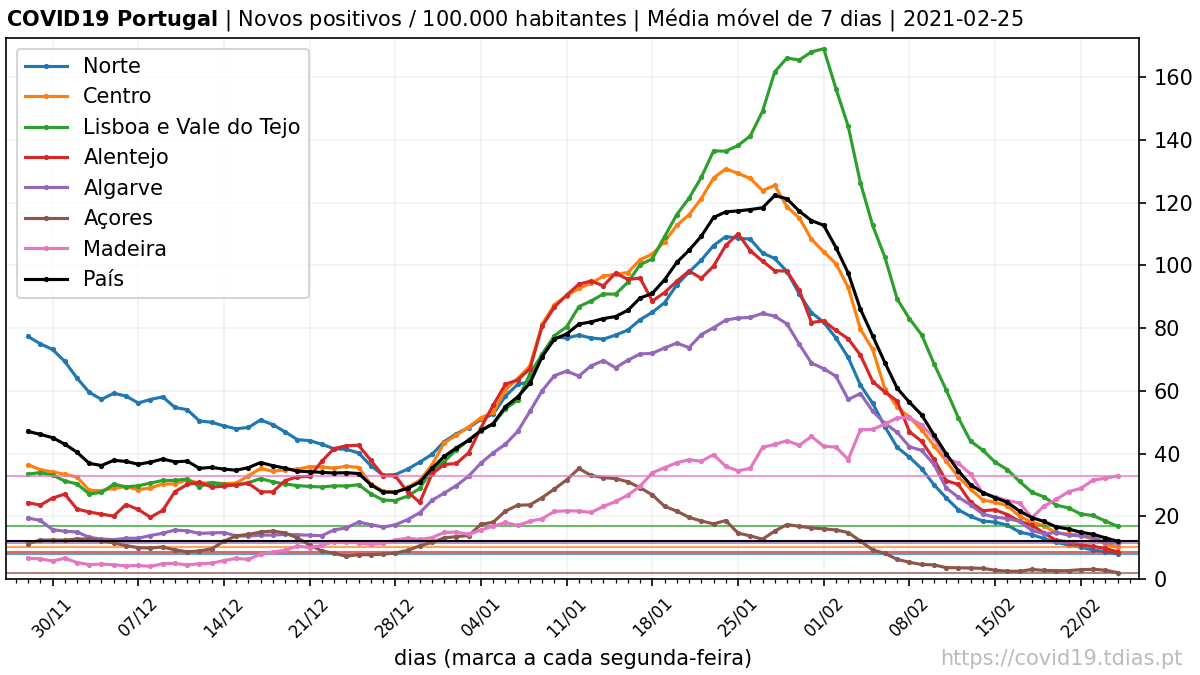 COVID19 Portugal | Novos positivos / 100.000 habitantes | Média móvel de 7 dias | 2021-02-25
Norte
Centro
Lisboa e Vale do Tejo
Alentejo
Algarve
Açores
Madeira
País
160
140
120
100
80
60
40
20
0
30/11
07/12
14/12
21/12
28/12
04/01
11/01
18/01
25/01
01/02
08/02
15/02
22/02
dias (marca a cada segunda-feira)
https://covid19.tdias.pt